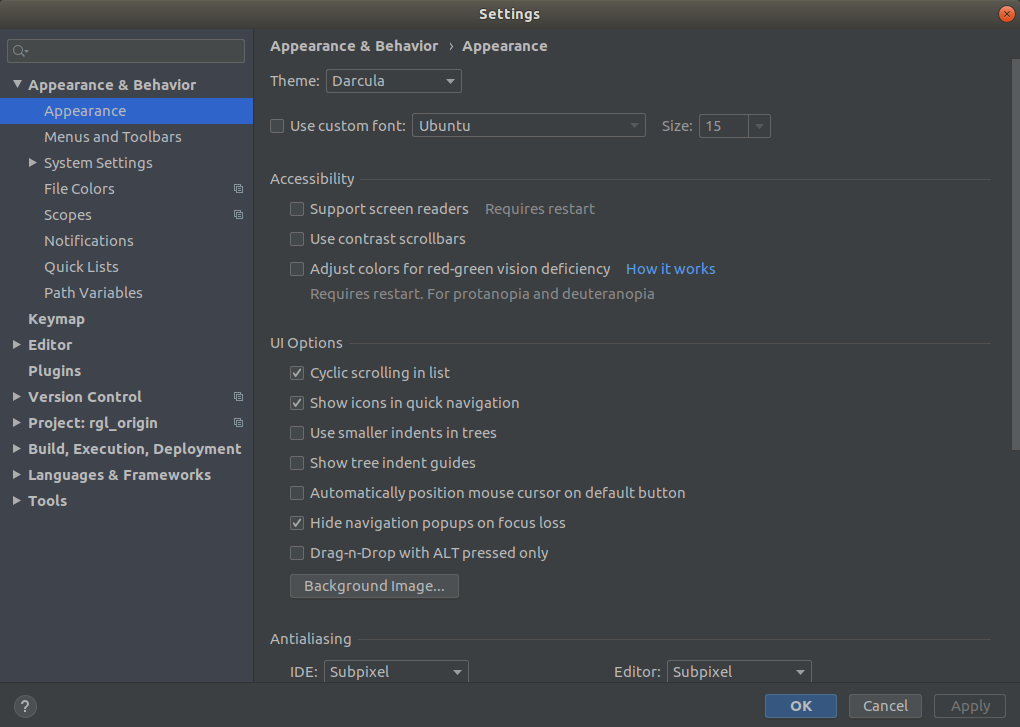 Settings
Appearance & Behavior
Appearance
Menus and Toolbars
System Settings
File Colors
Scopes
Notifications
Quick Lists
Path Variables
Keymap
Editor
Plugins
Version Control
Project: rgl_origin
Build, Execution, Deployment
Languages & Frameworks
Tools
Appearance & Behavior › Appearance
Theme: Darcula
Use custom font: Ubuntu Size: 15
Accessibility
Support screen readers Requires restart
Use contrast scrollbars
Adjust colors for red-green vision deficiency How it works
Requires restart. For protanopia and deuteranopia
UI Options
Cyclic scrolling in list
Show icons in quick navigation
Use smaller indents in trees
Show tree indent guides
Automatically position mouse cursor on default button
Hide navigation popups on focus loss
Drag-n-Drop with ALT pressed only
Background Image...
Antialiasing
IDE: Subpixel Editor: Subpixel
? OK Cancel Apply